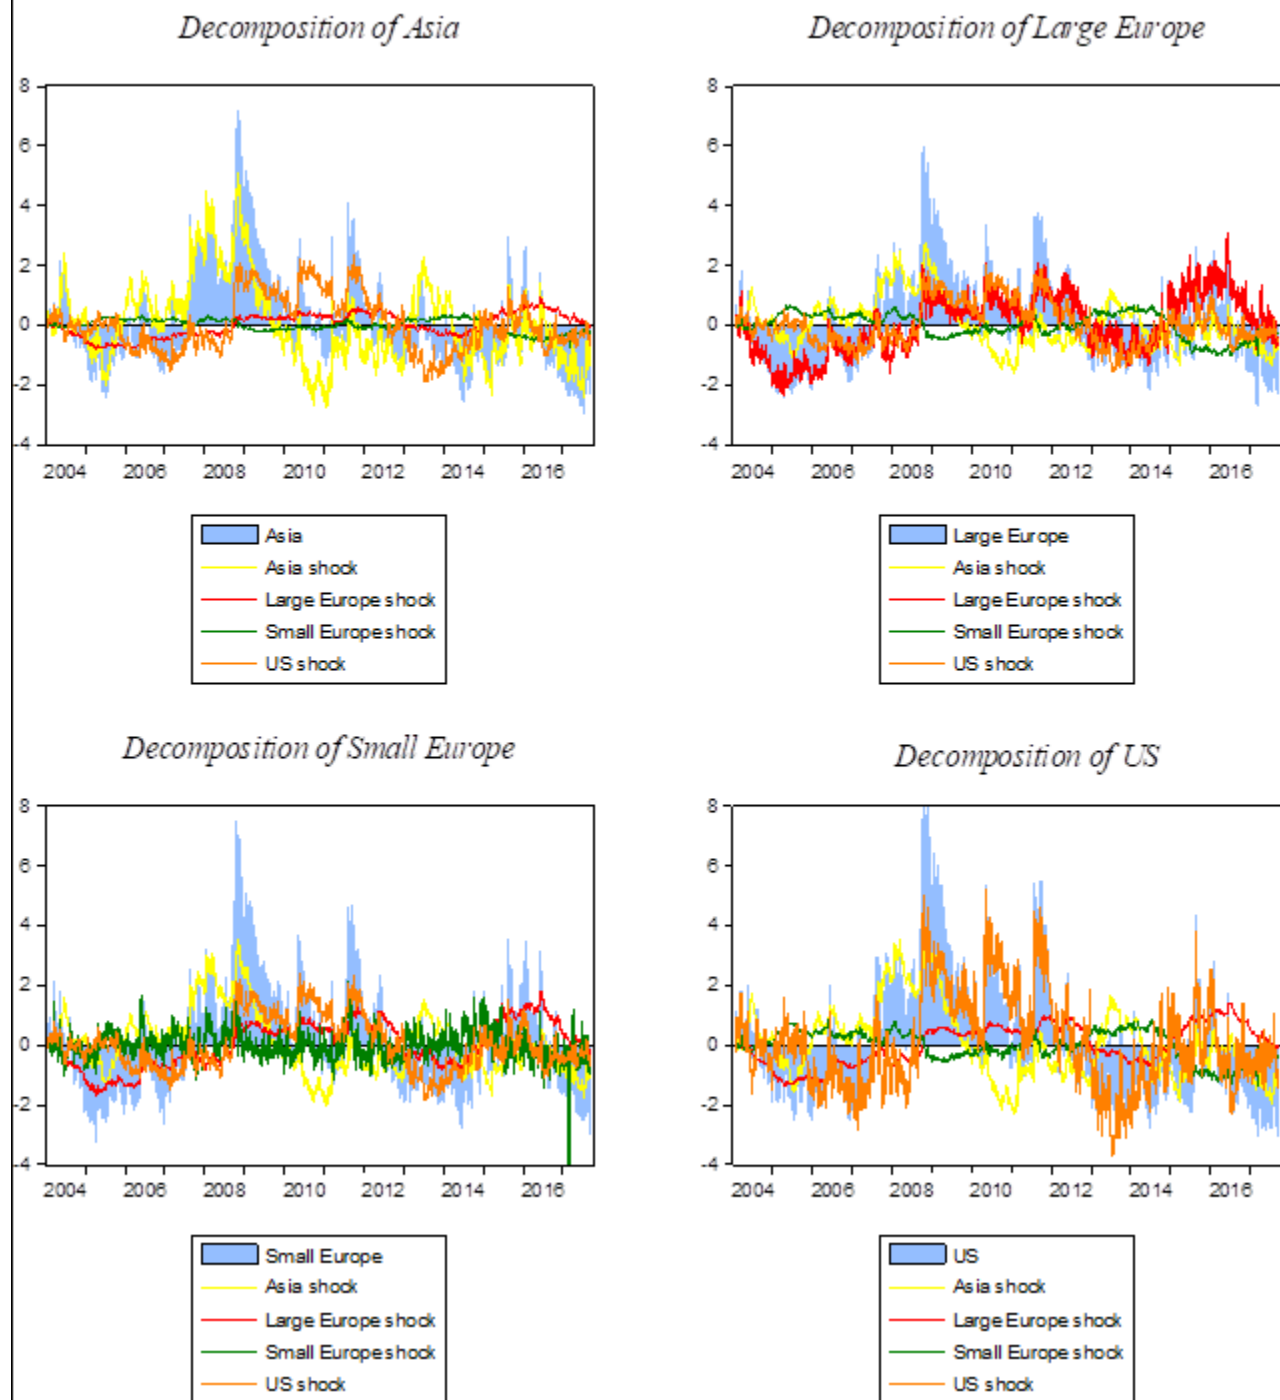 Decomposition of Asia
8
6
4
2
0
-2
-4
2004 2006 2008 2010 2012 2014 2016
Asia
Asia shock
Large Europe shock
Small Europe shock
US shock
Decomposition of Large Europe
8
6
4
2
0
-2
-4
2004 2006 2008 2010 2012 2014 2016
Large Europe
Asia shock
Large Europe shock
Small Europe shock
US shock
Decomposition of Small Europe
8
6
4
2
0
-2
-4
2004 2006 2008 2010 2012 2014 2016
Small Europe
Asia shock
Large Europe shock
Small Europe shock
US shock
Decomposition of US
8
6
4
2
0
-2
-4
2004 2006 2008 2010 2012 2014 2016
US
Asia shock
Large Europe shock
Small Europe shock
US shock